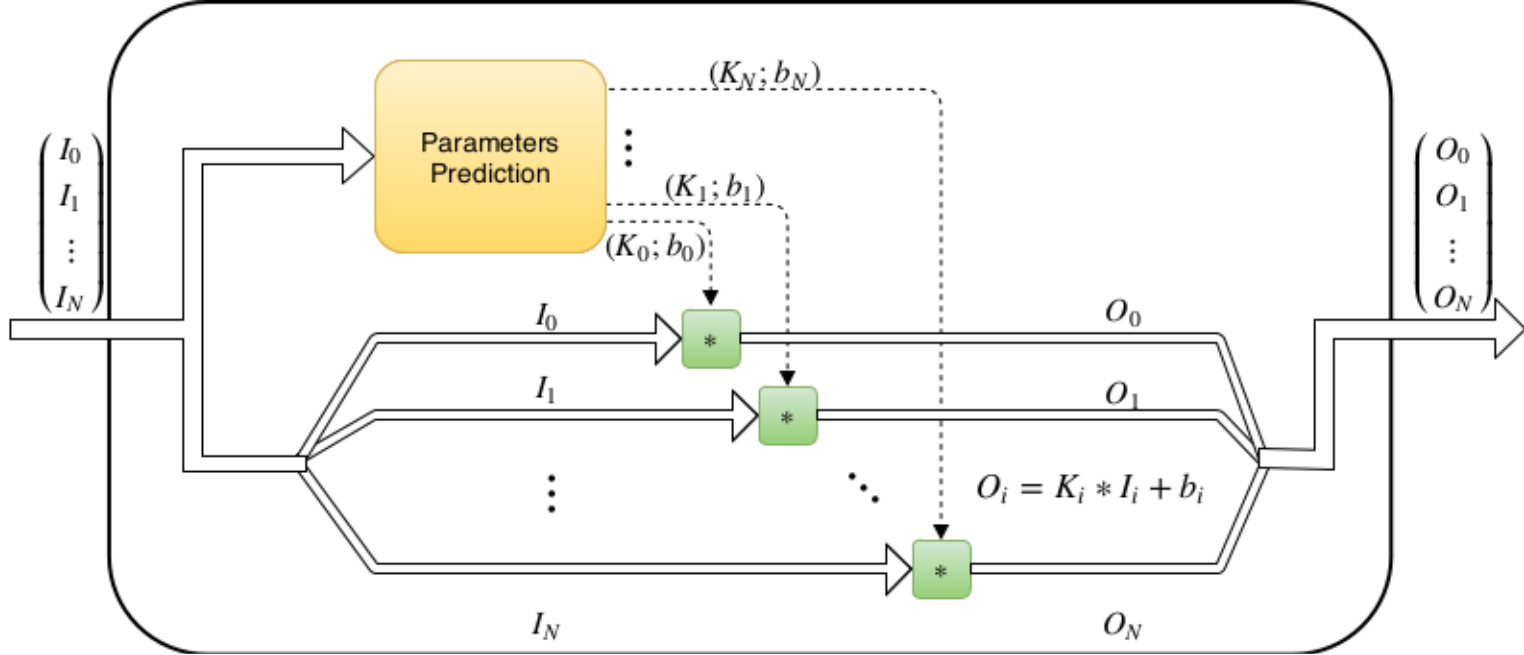 (K_N; b_N)
Parameters
Prediction
⋮
(K_1; b_1)
(K_0; b_0)
I_0
I_1
⋮
I_N
O_0
O_1
⋮
O_N
I_0
*
O_0
I_1
*
O_1
⋮
⋱
O_i = K_i * I_i + b_i
*
I_N
O_N